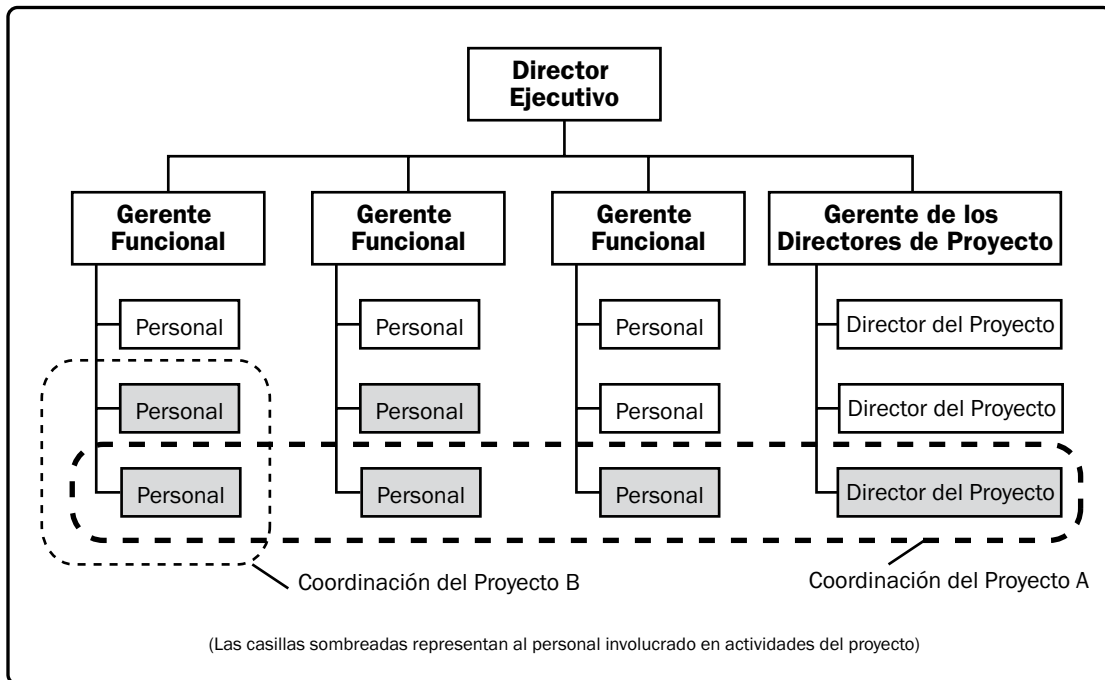 Director
Ejecutivo
Gerente
Funcional
Gerente
Funcional
Gerente
Funcional
Gerente de los
Directores de Proyecto
Personal
Personal
Personal
Director del Proyecto
Personal
Personal
Personal
Director del Proyecto
Personal
Personal
Personal
Director del Proyecto
Coordinación del Proyecto B
Coordinación del Proyecto A
(Las casillas sombreadas representan al personal involucrado en actividades del proyecto)